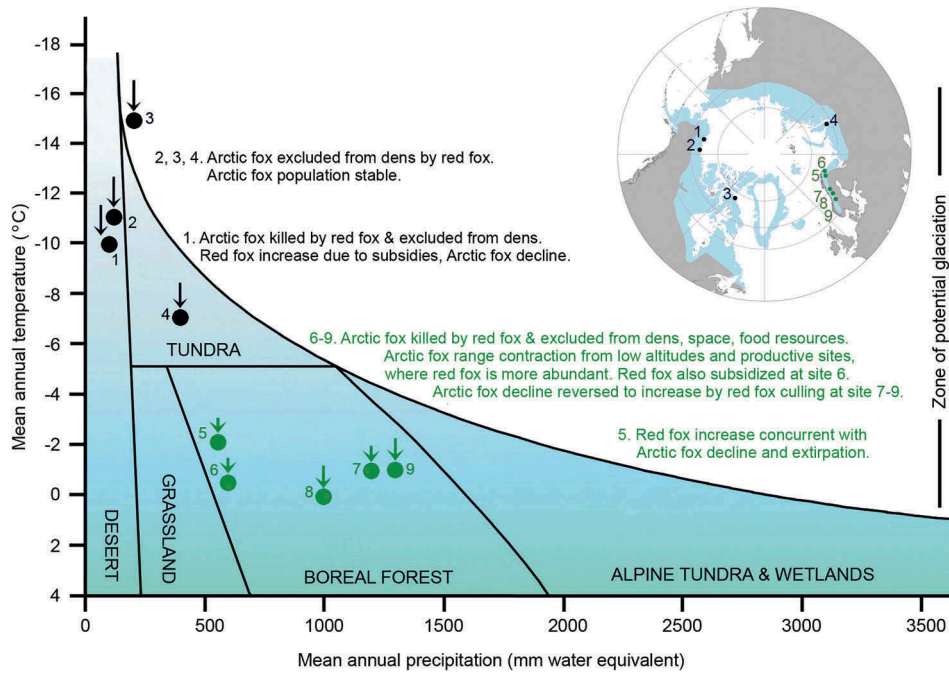 -18
-16
-14
-12
-10
-8
-6
-4
-2
0
2
4
Mean annual temperature (°C)
3
2, 3, 4. Arctic fox excluded from dens by red fox.
Arctic fox population stable.
2
1
1. Arctic fox killed by red fox & excluded from dens.
Red fox increase due to subsidies, Arctic fox decline.
4
TUNDRA
6-9. Arctic fox killed by red fox & excluded from dens, space, food resources.
Arctic fox range contraction from low altitudes and productive sites,
where red fox is more abundant. Red fox also subsidized at site 6.
Arctic fox decline reversed to increase by red fox culling at site 7-9.
5. Red fox increase concurrent with
Arctic fox decline and extirpation.
5
6
7
9
8
DESERT
GRASSLAND
BOREAL FOREST
ALPINE TUNDRA & WETLANDS
0
500
1000
1500
2000
2500
3000
3500
Mean annual precipitation (mm water equivalent)
1
2
3
4
6
5
7
8
9
Zone of potential glaciation